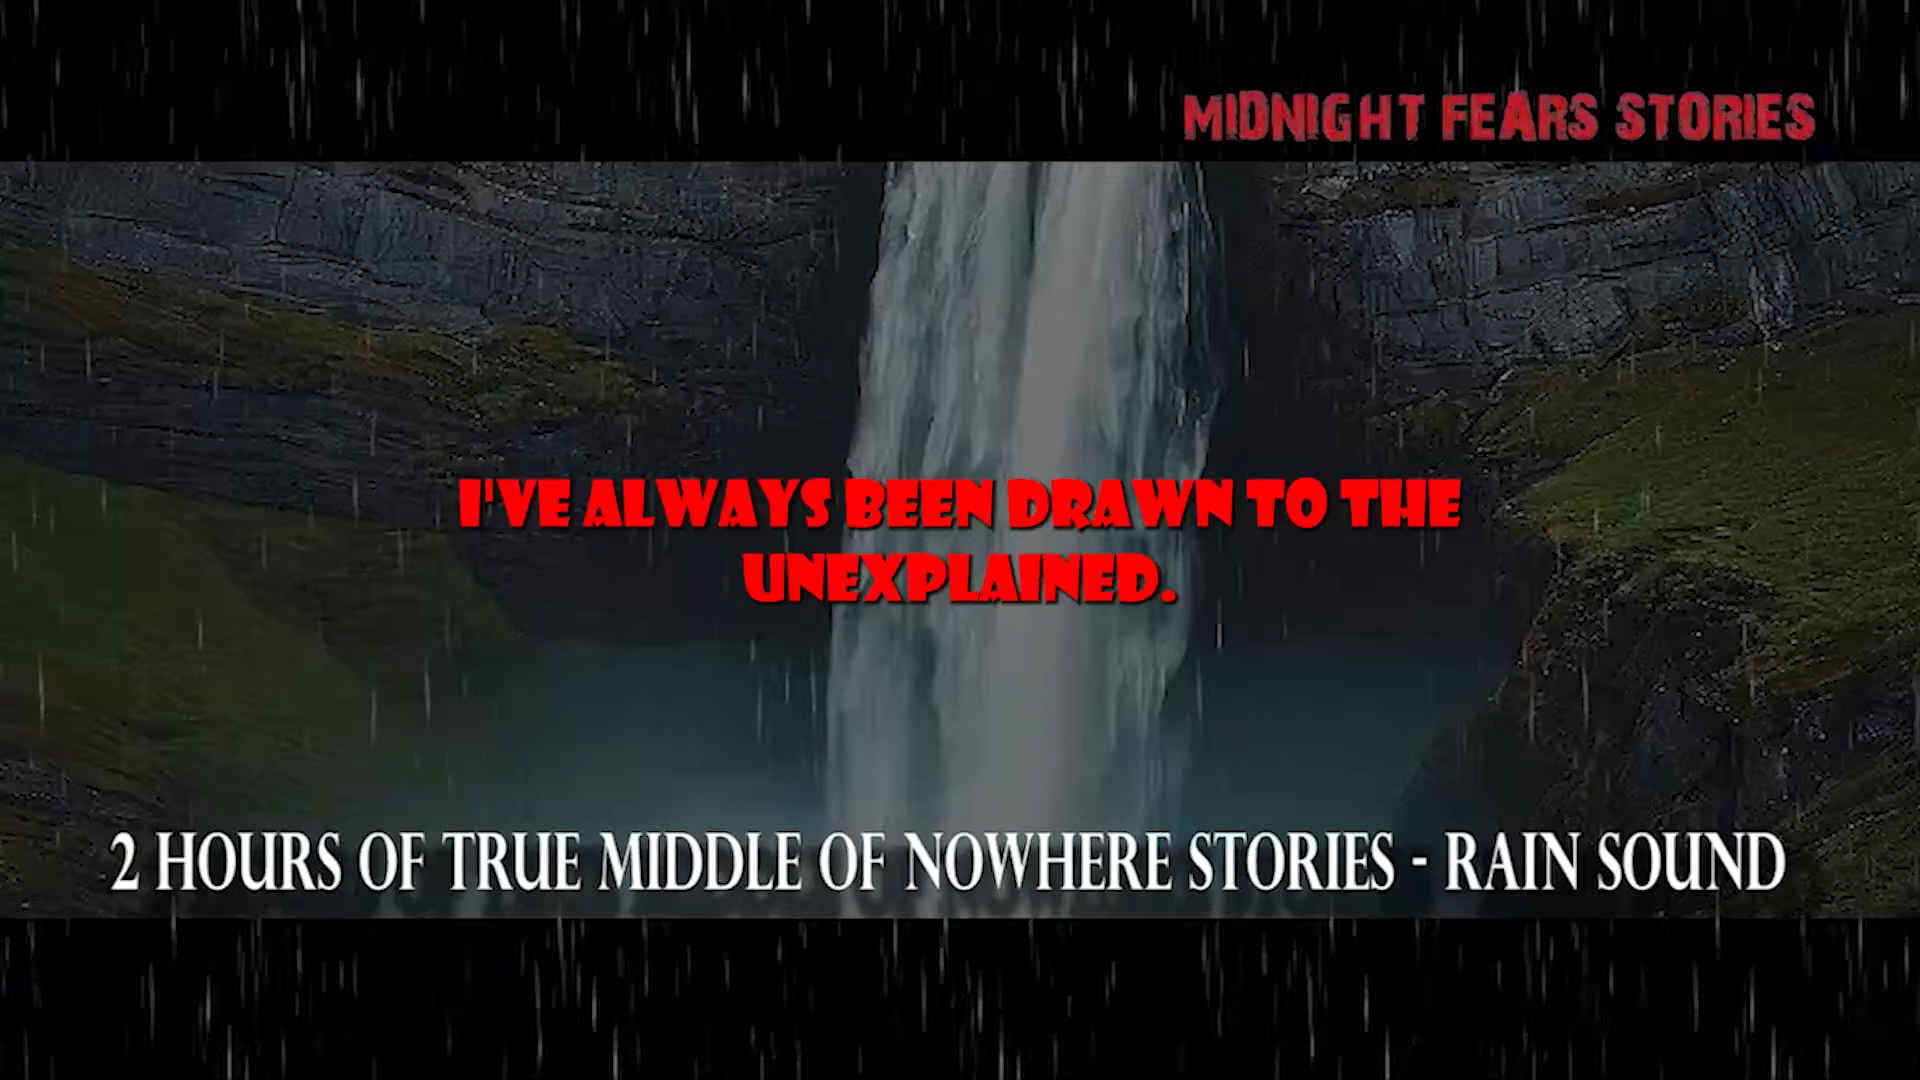 MIDNIGHT FEARS STORIES
I'VE ALWAYS BEEN DRAWN TO THE
UNEXPLAINED.
2 HOURS OF TRUE MIDDLE OF NOWHERE STORIES - RAIN SOUND